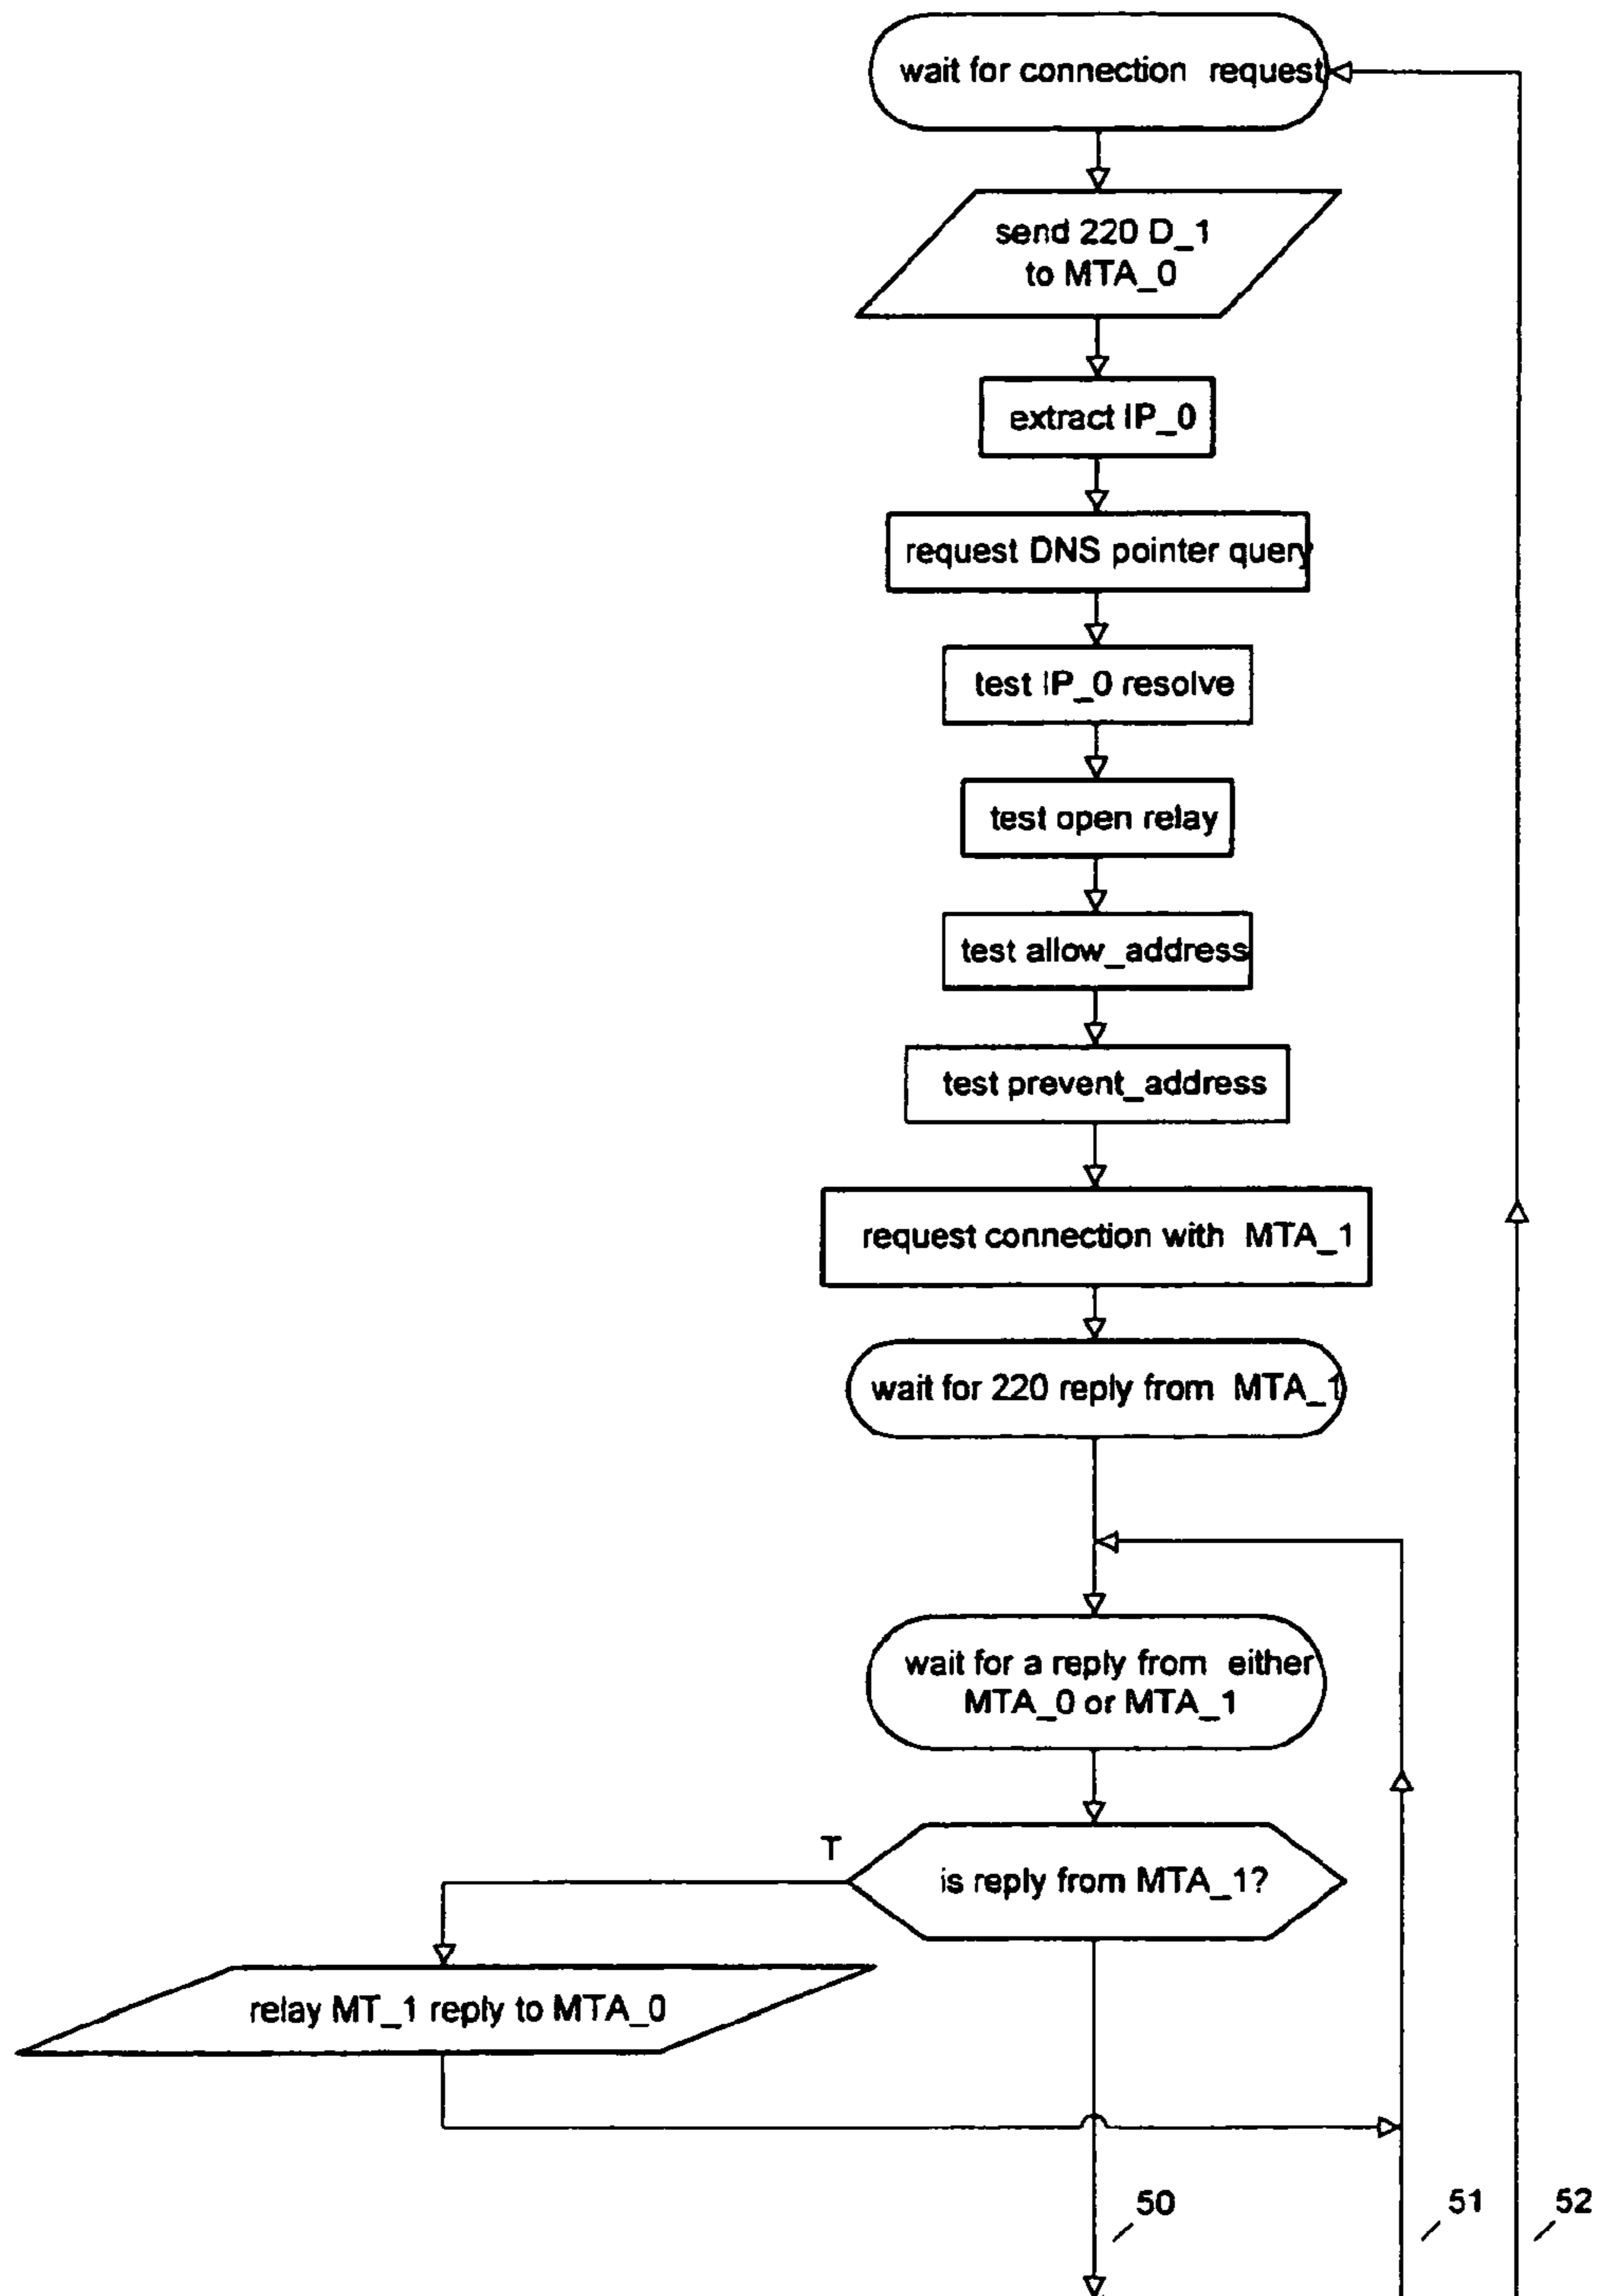 wait for connection request
send 220 D_1
to MTA_0
extract IP_0
request DNS pointer query
test IP_0 resolve
test open relay
test allow_address
test prevent_address
request connection with MTA_1
wait for 220 reply from MTA_1
wait for a reply from either
MTA_0 or MTA_1
T
is reply from MTA_1?
relay MT_1 reply to MTA_0
50
51
52